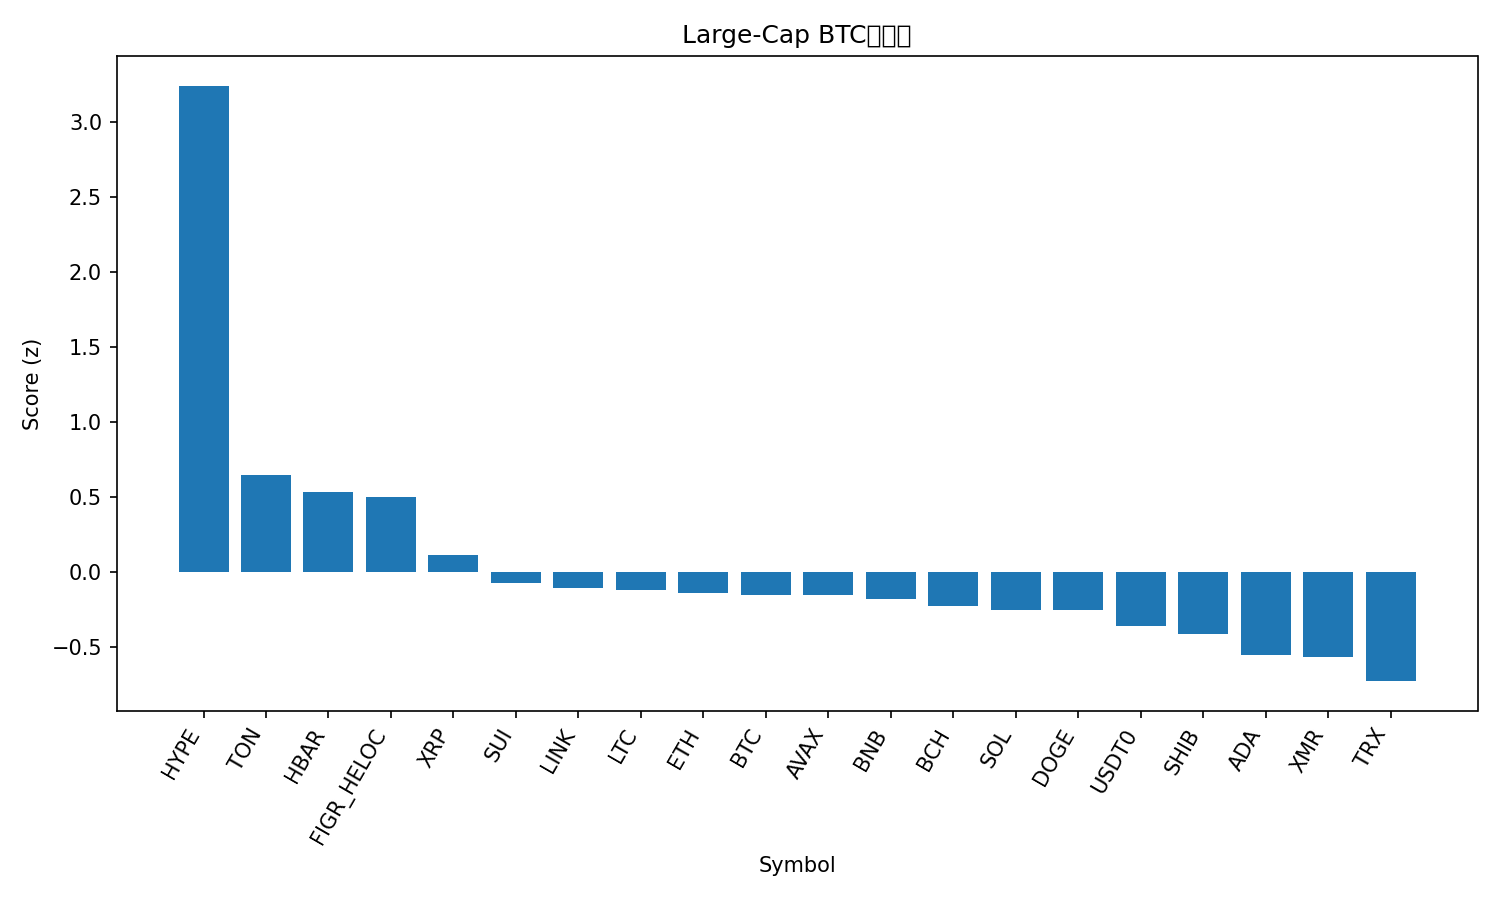 Large-Cap BTC
Score (z)
3.0
2.5
2.0
1.5
1.0
0.5
0.0
−0.5
HYPE
TON
HBAR
FIGR_HELOC
XRP
SUI
LINK
LTC
ETH
BTC
AVAX
BNB
BCH
SOL
DOGE
USDT0
SHIB
ADA
XMR
TRX
Symbol